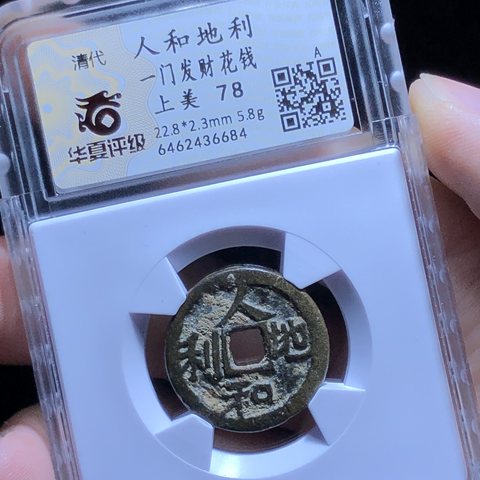 清代
人和地利
一门发财花钱
上美 78
22.8*2.3mm 5.8g
6462436684
华夏评级
A
人和地利